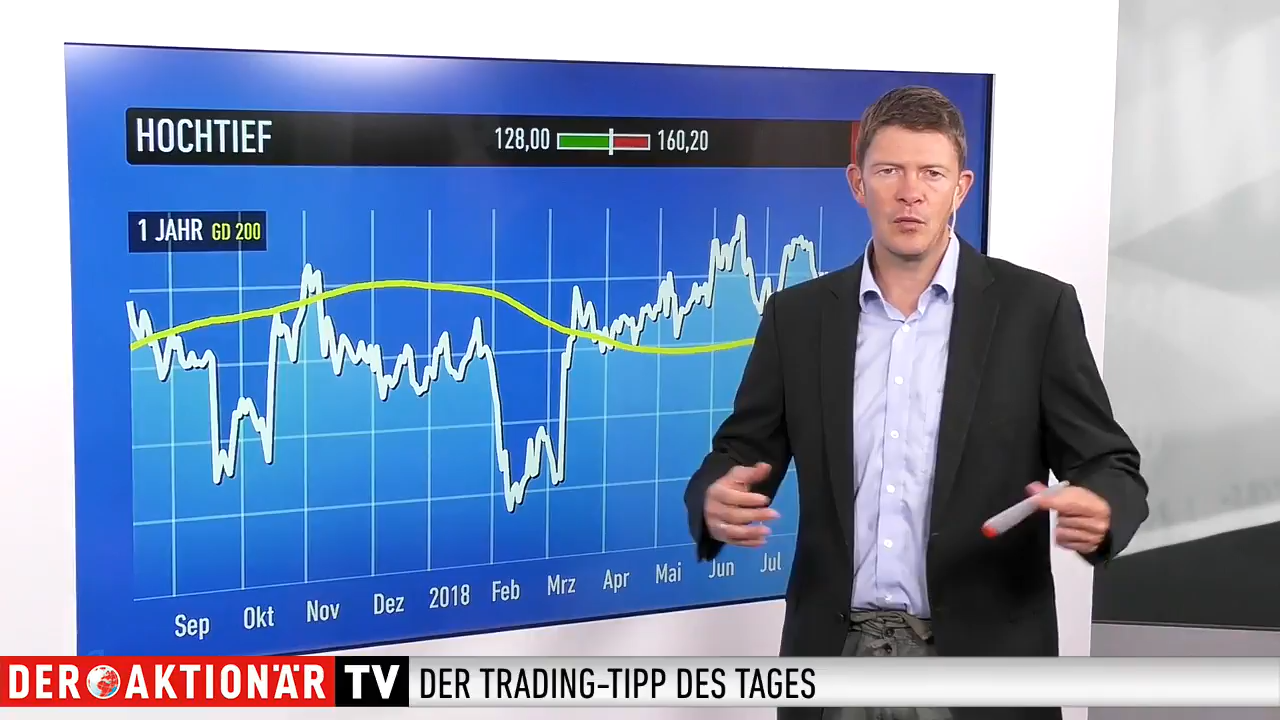 HOCHTIEF
128,00 160,20
1 JAHR GD 200
Sep Okt Nov Dez 2018 Feb Mrz Apr Mai Jun Jul
DER AKTIONÄR TV DER TRADING-TIPP DES TAGES